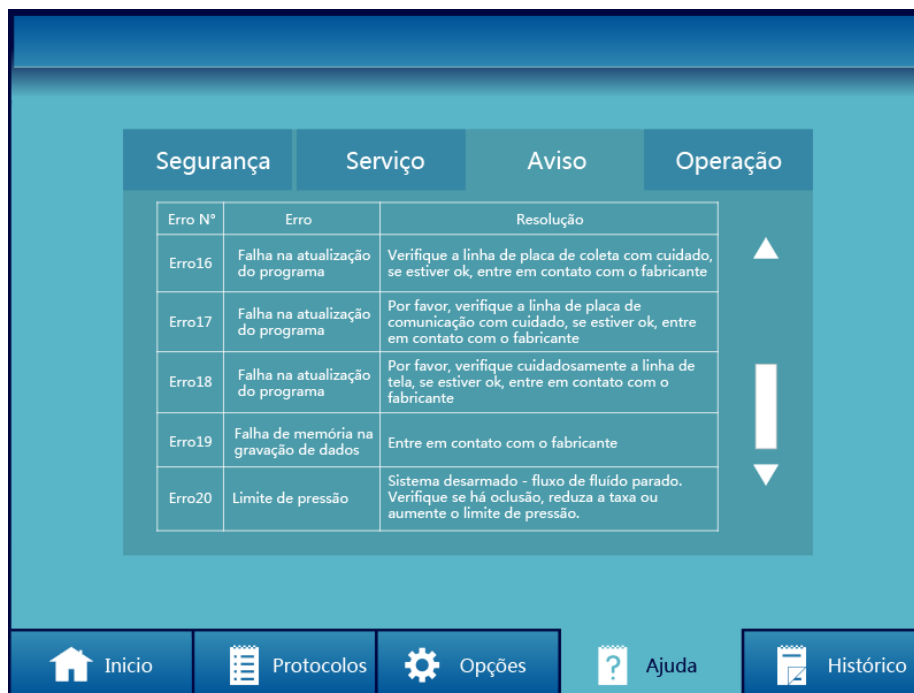 Segurança Serviço Aviso Operação
Erro N° Erro Resolução
Erro16
Falha na atualização
do programa
Verifique a linha de placa de coleta com cuidado,
se estiver ok, entre em contato com o fabricante
Erro17
Falha na atualização
do programa
Por favor, verifique a linha de placa de
comunicação com cuidado, se estiver ok, entre
em contato com o fabricante
Erro18
Falha na atualização
do programa
Por favor, verifique cuidadosamente a linha de
tela, se estiver ok, entre em contato com o
fabricante
Erro19
Falha de memória na
gravação de dados
Entre em contato com o fabricante
Erro20
Limite de pressão
Sistema desarmado - fluxo de fluído parado.
Verifique se há oclusão, reduza a taxa ou
aumente o limite de pressão.
Inicio Protocolos Opções Ajuda Histórico